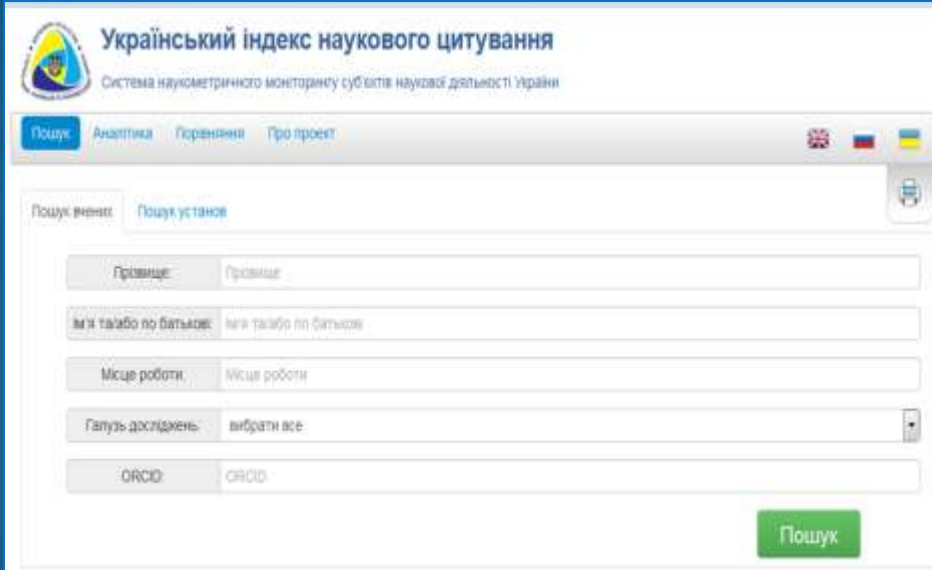 Український індекс наукового цитування
Система наукометричного моніторингу суб'єктів наукової діяльності України
Пошук Аналітика Порівняння Про проект
Пошук вчених Пошук установ
Прізвище: Прізвище
Ім'я та/або по батькові: Ім'я та/або по батькові
Місце роботи: Місце роботи
Галузь досліджень: вибрати все
ORCID: ORCID
Пошук